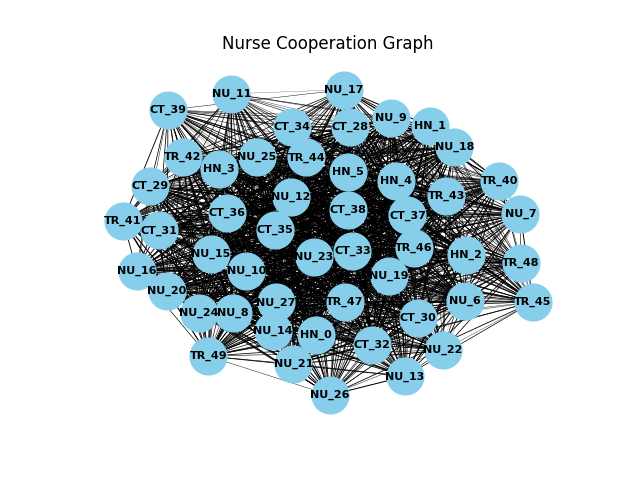 Nurse Cooperation Graph
NU_17
NU_11
CT_39
NU_9
HN_1
CT_34
CT_28
NU_18
TR_42
NU_25
TR_44
HN_3
HN_5
HN_4
TR_40
CT_29
NU_12
TR_43
CT_36
CT_38
CT_37
NU_7
TR_41
CT_31
CT_35
TR_46
CT_33
NU_15
HN_2
NU_23
TR_48
NU_16
NU_10
NU_19
NU_20
NU_6
TR_45
NU_27
TR_47
NU_24
NU_8
CT_30
NU_14
HN_0
CT_32
NU_22
TR_49
NU_21
NU_13
NU_26